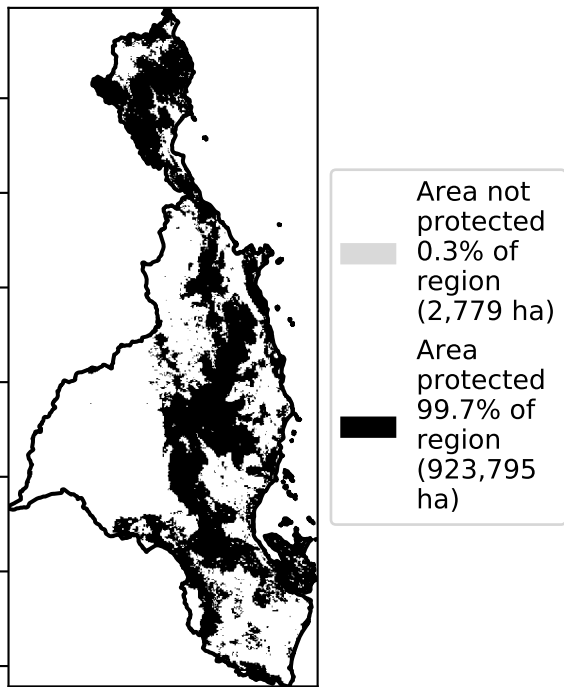 Area not
protected
0.3% of
region
(2,779 ha)
Area
protected
99.7% of
region
(923,795
ha)